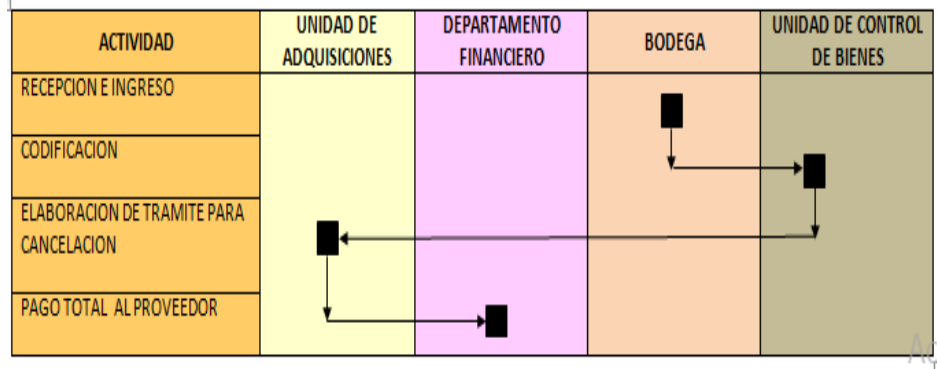 ACTIVIDAD
UNIDAD DE
ADQUISICIONES
DEPARTAMENTO
FINANCIERO
BODEGA
UNIDAD DE CONTROL
DE BIENES
RECEPCION E INGRESO
CODIFICACION
ELABORACION DE TRAMITE PARA
CANCELACION
PAGO TOTAL AL PROVEEDOR